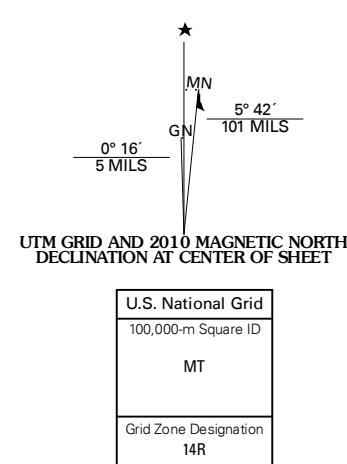 MN
GN
5° 42´
101 MILS
0° 16´
5 MILS
UTM GRID AND 2010 MAGNETIC NORTH
DECLINATION AT CENTER OF SHEET
U.S. National Grid
100,000-m Square ID
MT
Grid Zone Designation
14R